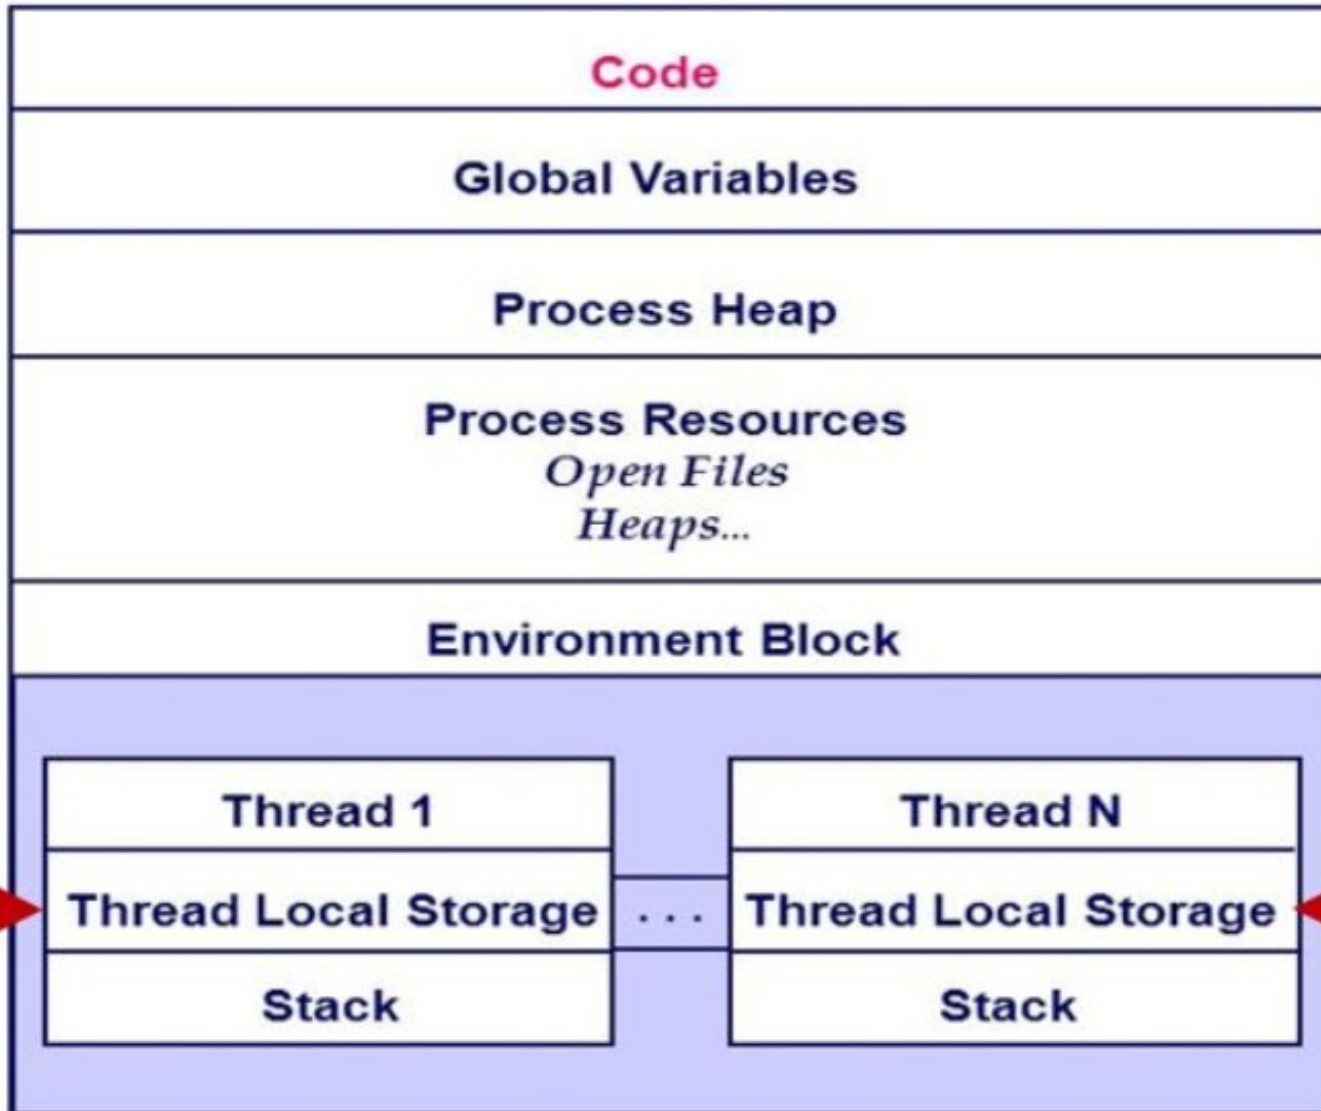 Code
Global Variables
Process Heap
Process Resources
Open Files
Heaps...
Environment Block
Thread 1
Thread Local Storage
Stack
...
Thread N
Thread Local Storage
Stack